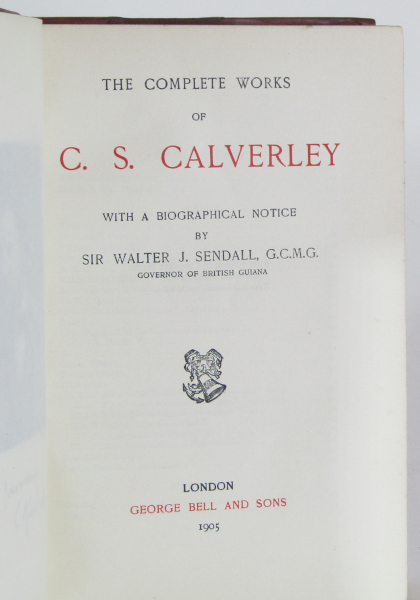 THE COMPLETE WORKS
OF
C. S. CALVERLEY
WITH A BIOGRAPHICAL NOTICE
BY
SIR WALTER J. SENDALL, G.C.M.G.
GOVERNOR OF BRITISH GUIANA
LONDON
GEORGE BELL AND SONS
1905